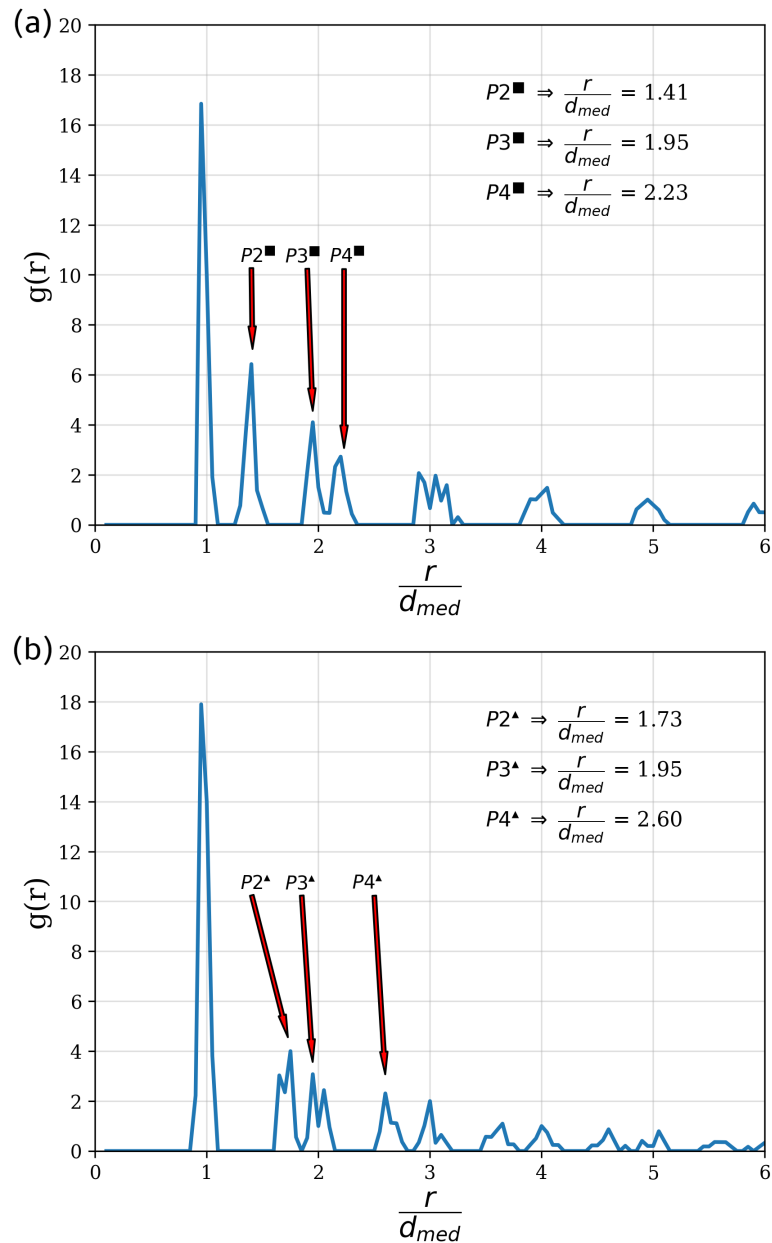 (a)
20
18
16
14
12
10
8
6
4
2
0
g(r)
P2■ ⇒ r/d_med = 1.41
P3■ ⇒ r/d_med = 1.95
P4■ ⇒ r/d_med = 2.23
P2■ P3■ P4■
0 1 2 3 4 5 6
r/d_med
(b)
20
18
16
14
12
10
8
6
4
2
0
g(r)
P2▲ ⇒ r/d_med = 1.73
P3▲ ⇒ r/d_med = 1.95
P4▲ ⇒ r/d_med = 2.60
P2▲ P3▲ P4▲
0 1 2 3 4 5 6
r/d_med